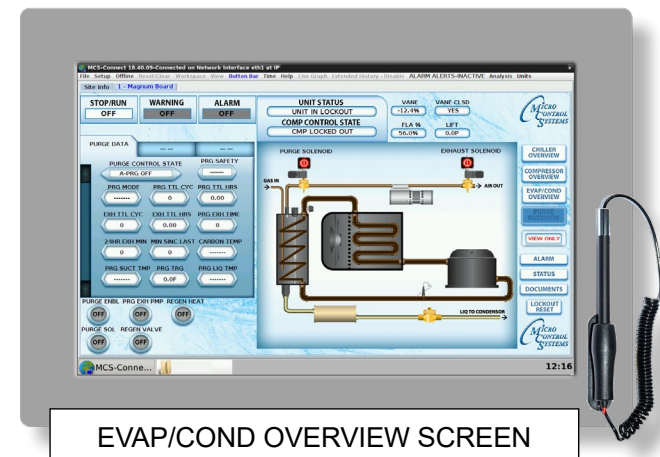 MCS-Connect 18.40.09-Connected on Network Interface eth1 at IP
File Setup Offline Reset/Clear Workspace View Button Bar Time Help Live Graph Extended History - Disable ALARM ALERTS-INACTIVE Analysis Units
Site Info 1 - Magnum Board
STOP/RUN WARNING ALARM
OFF OFF OFF
UNIT STATUS
UNIT IN LOCKOUT
COMP CONTROL STATE
CMP LOCKED OUT
VANE VANE CLSD
-12.4% YES
FLA % LIFT
56.0% 0.0P
MICRO
CONTROL
SYSTEMS
PURGE DATA -- -- -- --
PURGE CONTROL STATE PRG SAFETY
A-PRG OFF ------
PRG MODE PRG TTL CYC PRG TTL HRS
------- 0 0.00
EXH TTL CYC EXH TTL HRS PRG EXH TIME
0 0.00 0
24HR EXH MIN MIN SINC LAST CARBON TEMP
0 0 -------
PRG SUCT TMP PRG TRG PRG LIQ TMP
------- 0.0F -------
PURGE ENBL PRG EXH PMP REGEN HEAT
OFF OFF OFF
PURGE SOL REGEN VALVE
OFF OFF
PURGE SOLENOID EXHAUST SOLENOID
GAS IN
AIR OUT
LIQ TO CONDENSOR
CHILLER
OVERVIEW
COMPRESSOR
OVERVIEW
EVAP/COND
OVERVIEW
PURGE
OVERVIEW
VIEW ONLY
ALARM
STATUS
DOCUMENTS
LOCKOUT
RESET
MICRO
CONTROL
SYSTEMS
MCS-Conne...
12:16
EVAP/COND OVERVIEW SCREEN